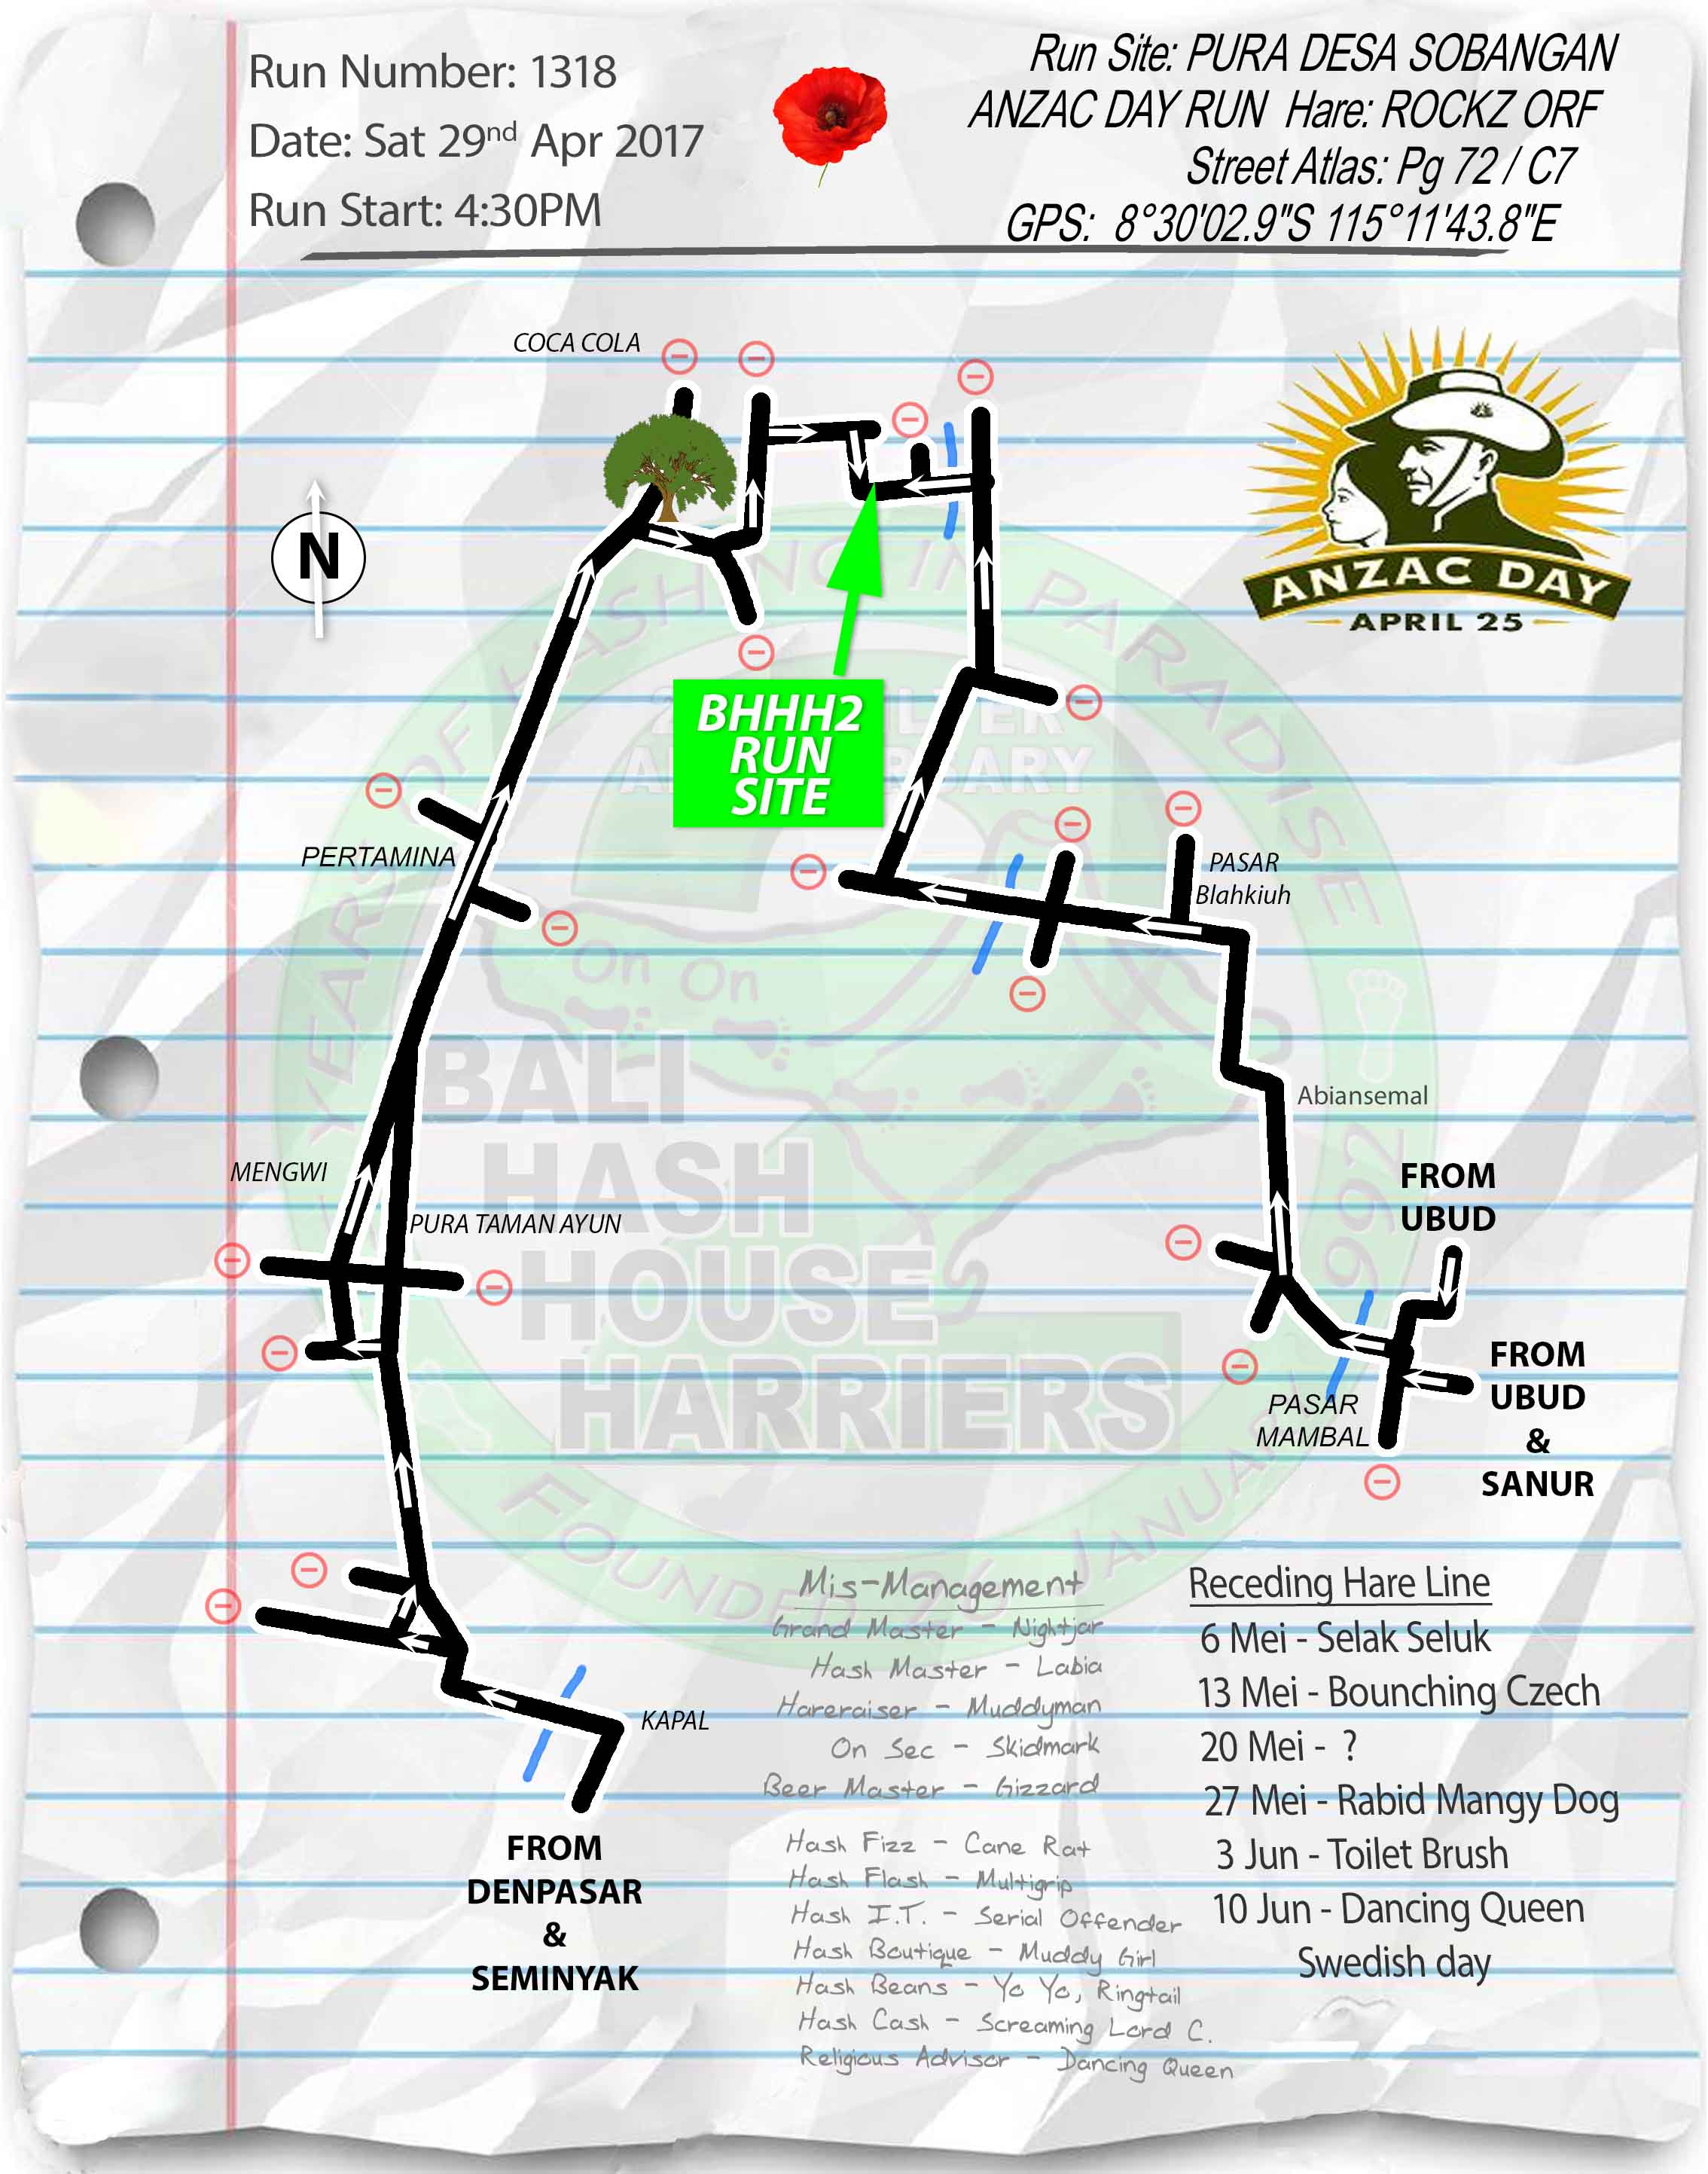 Run Number: 1318
Date: Sat 29nd Apr 2017
Run Start: 4:30PM
Run Site: PURA DESA SOBANGAN
ANZAC DAY RUN Hare: ROCKZ ORF
Street Atlas: Pg 72 / C7
GPS: 8°30'02.9"S 115°11'43.8"E
COCA COLA
N
ANZAC DAY
APRIL 25
BHHH2
RUN
SITE
PERTAMINA
PASAR
Blahkiuh
Abiansemal
MENGWI
PURA TAMAN AYUN
FROM
UBUD
FROM
UBUD
&
SANUR
PASAR
MAMBAL
KAPAL
FROM
DENPASAR
&
SEMINYAK
YEARS OF HASHING IN PARADISE
On On
BALI
HASH
HOUSE
HARRIERS
Mis-Management
Grand Master - Nightjar
Hash Master - Labia
Hareraiser - Muddyman
On Sec - Skidmark
Beer Master - Gizzard
Hash Fizz - Cane Rat
Hash Flash - Multigrip
Hash I.T. - Serial Offender
Hash Boutique - Muddy Girl
Hash Beans - Yo Yo, Ringtail
Hash Cash - Screaming Lord C.
Religious Advisor - Dancing Queen
Receding Hare Line
6 Mei - Selak Seluk
13 Mei - Bounching Czech
20 Mei - ?
27 Mei - Rabid Mangy Dog
3 Jun - Toilet Brush
10 Jun - Dancing Queen
Swedish day